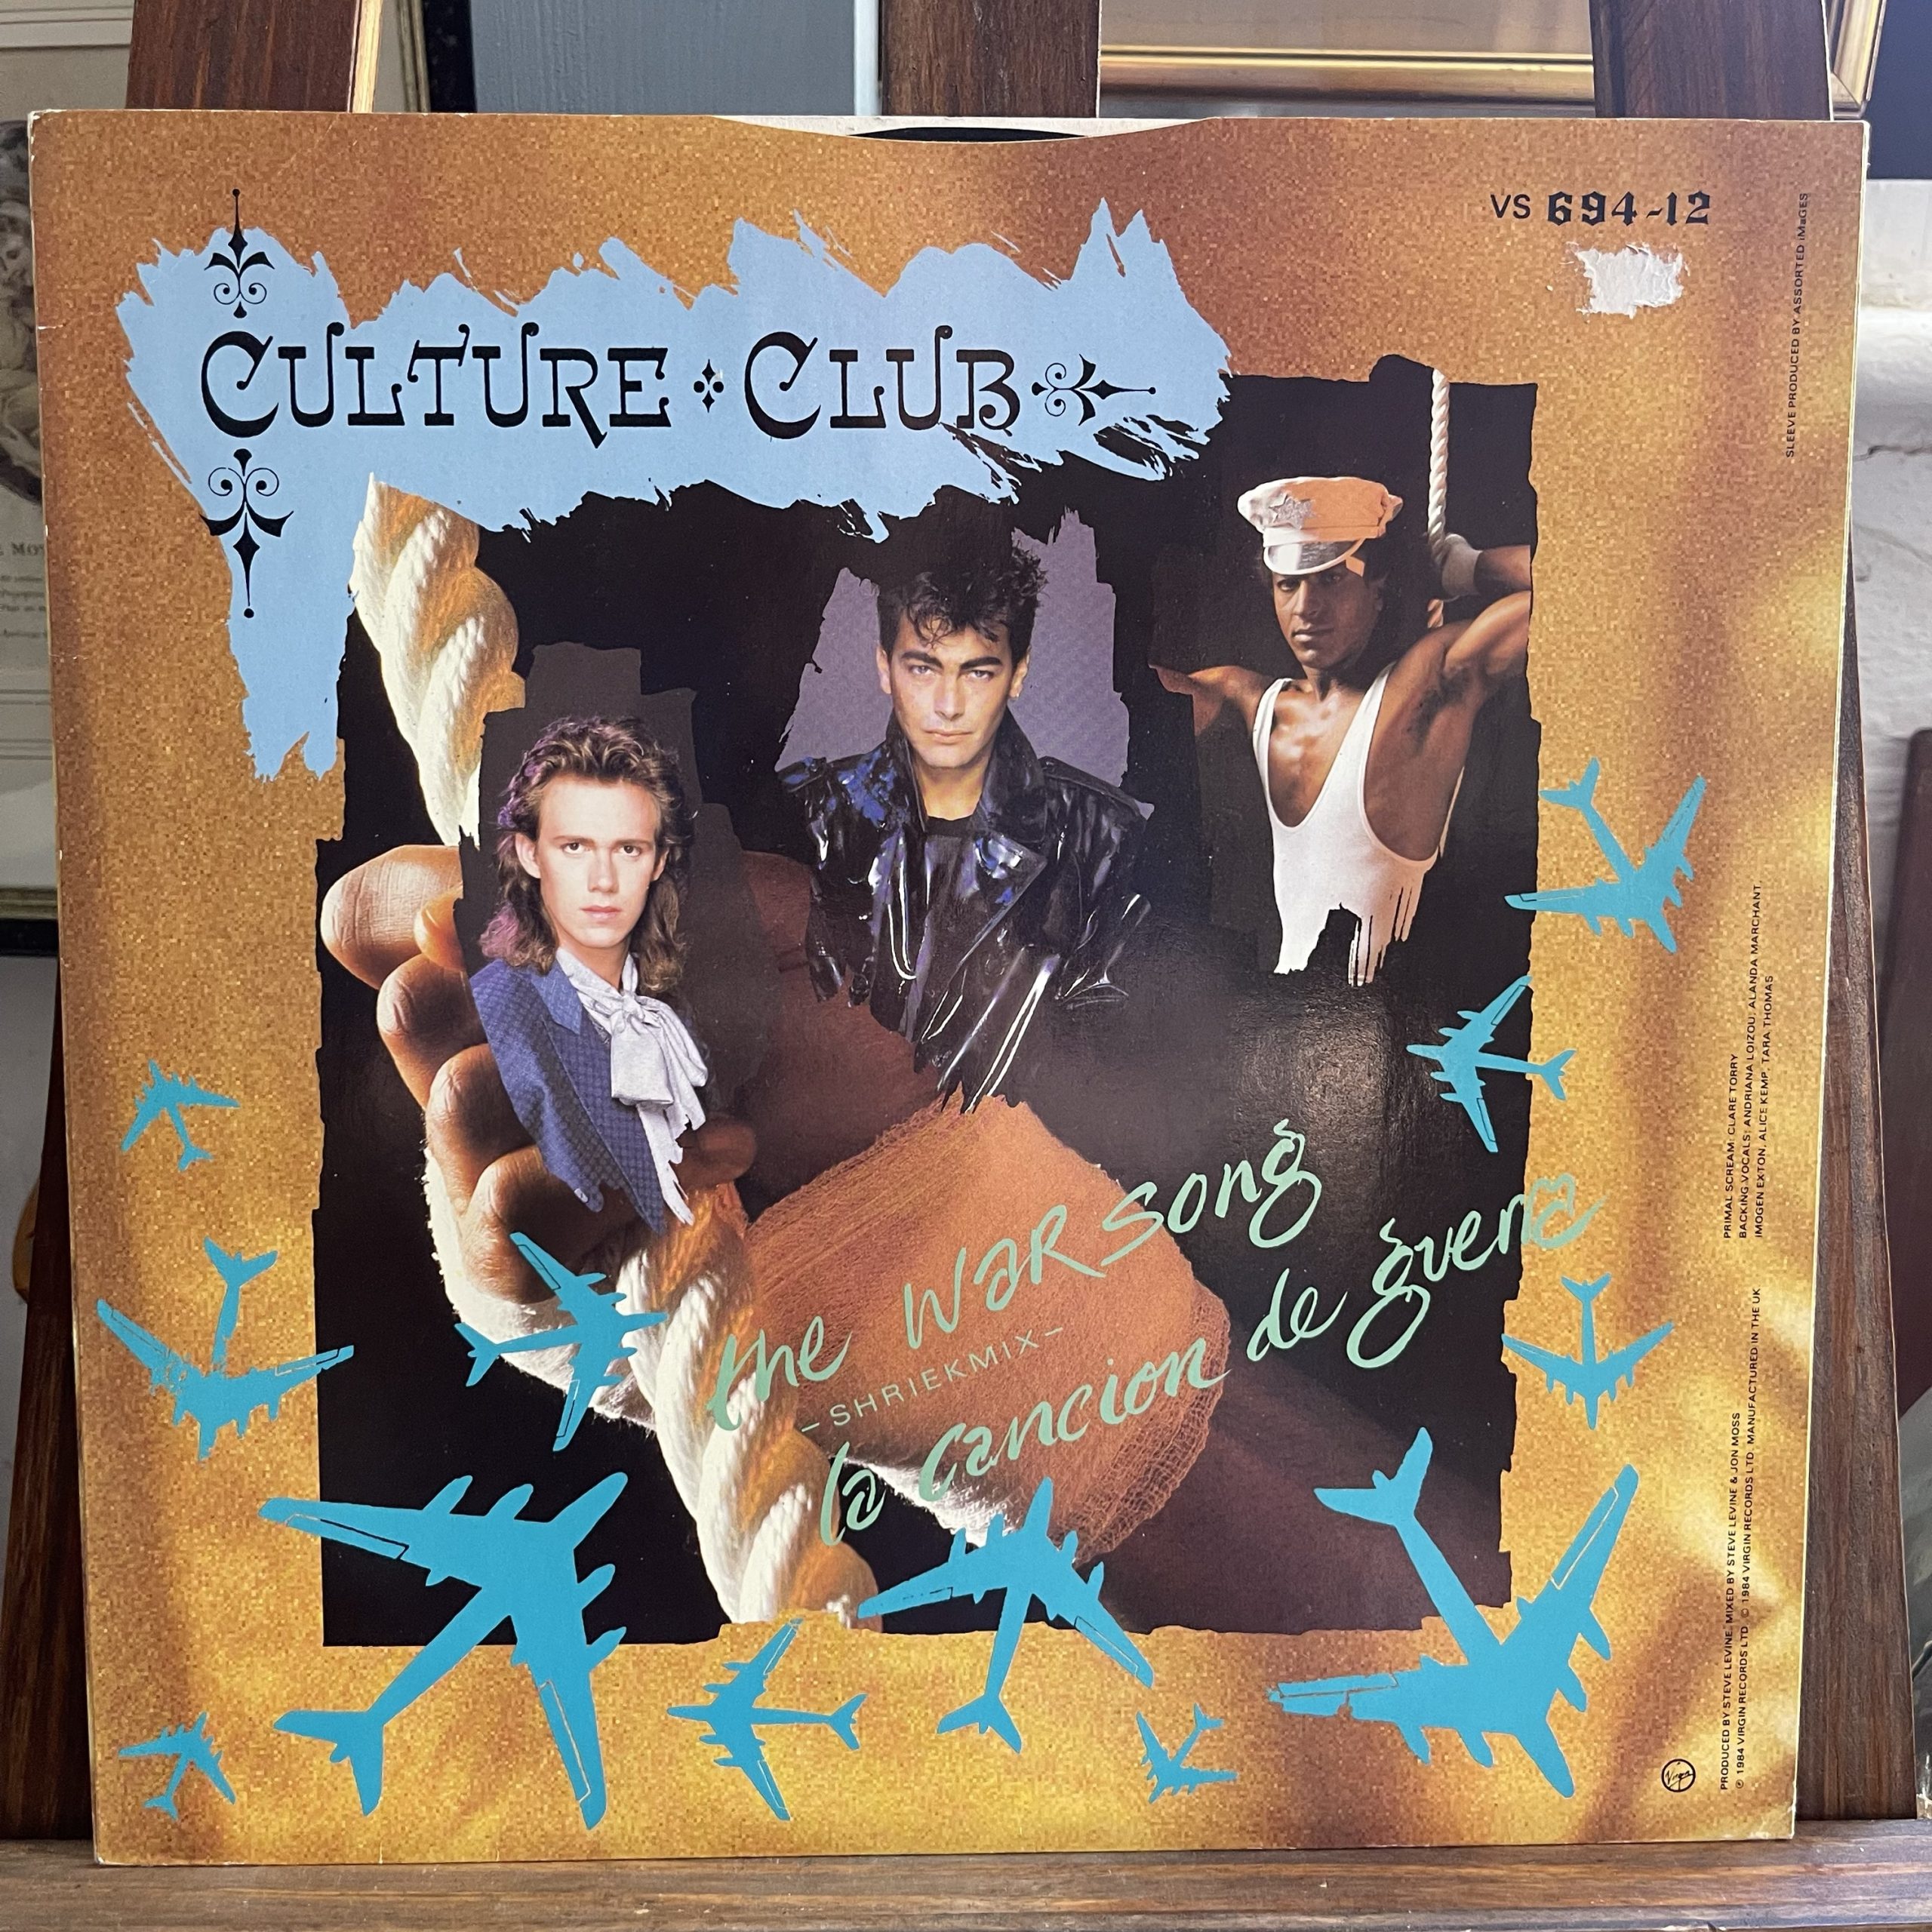 VS 694-12
CULTURE CLUB
the war song
-SHRIEKMIX-
la cancion de guerra
SLEEVE PRODUCED BY ASSORTED iMaGES
PRIMAL SCREAM: CLARE TORRY
BACKING VOCALS: ANDRIANA LOIZOU, ALANDA MARCHANT,
IMOGEN EXTON, ALICE KEMP, TARA THOMAS
PRODUCED BY STEVE LEVINE. MIXED BY STEVE LEVINE & JON MOSS
℗ 1984 VIRGIN RECORDS LTD. © 1984 VIRGIN RECORDS LTD. MANUFACTURED IN THE UK
Virgin